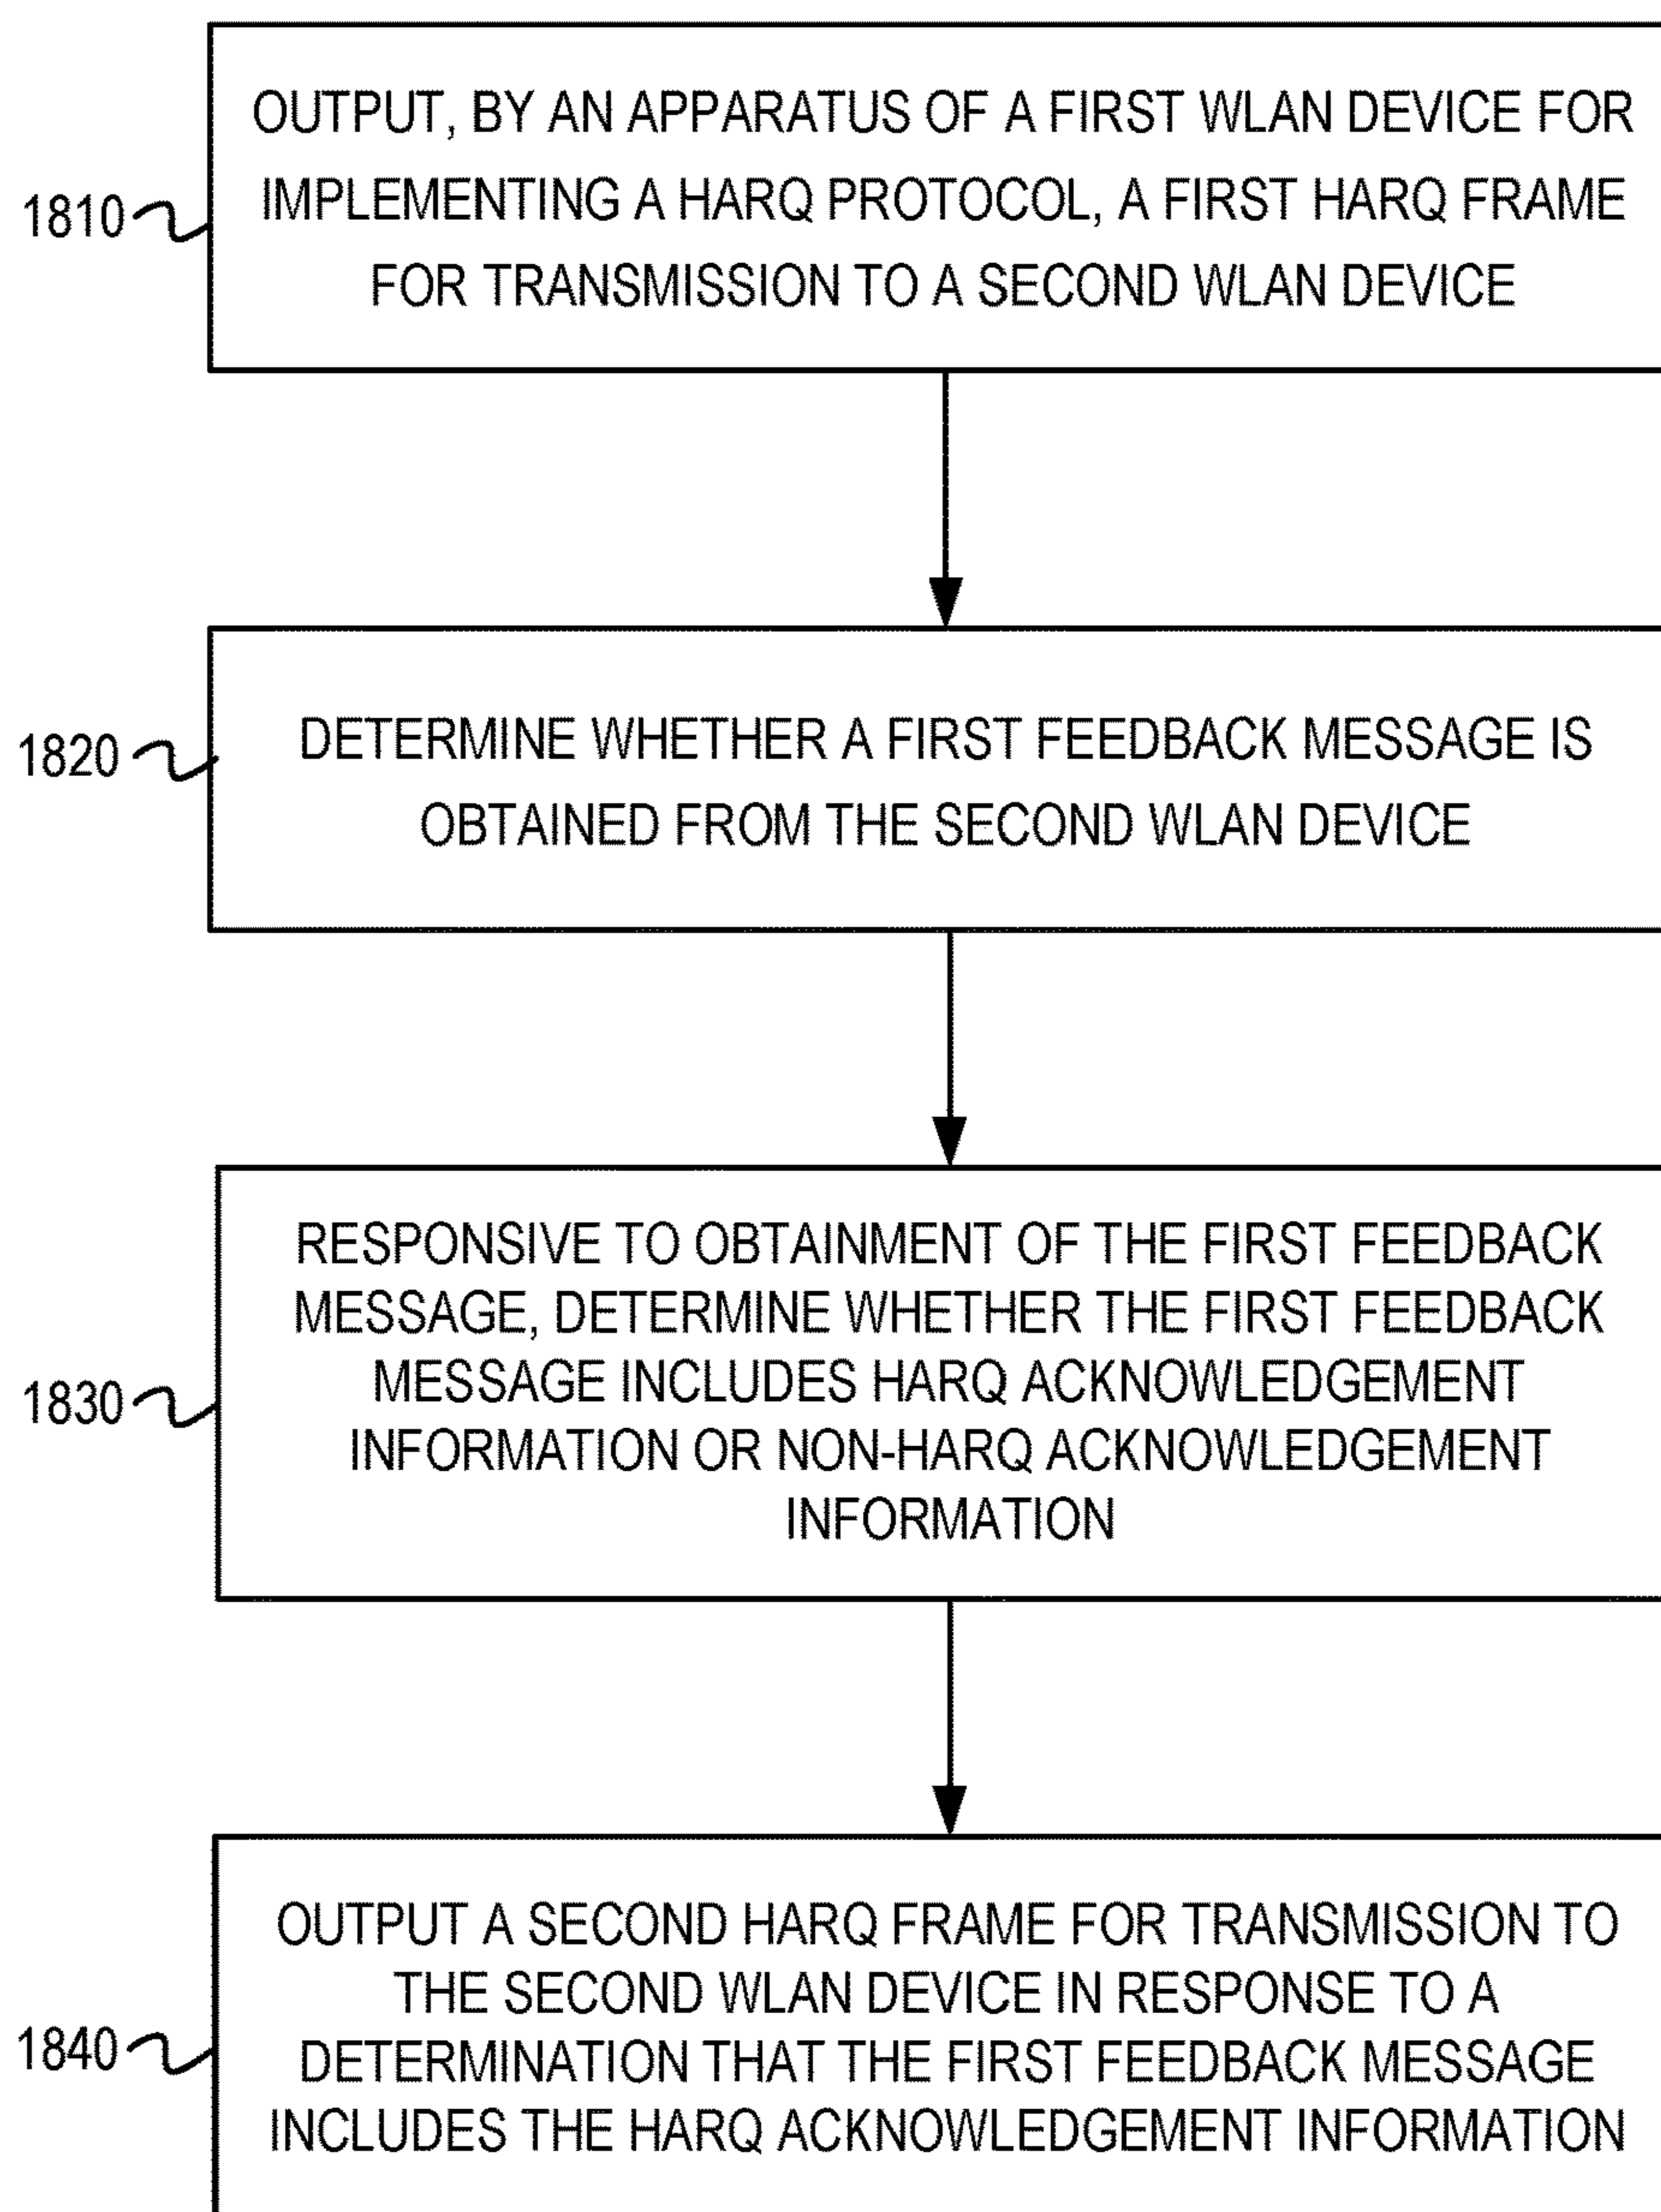 OUTPUT, BY AN APPARATUS OF A FIRST WLAN DEVICE FOR
IMPLEMENTING A HARQ PROTOCOL, A FIRST HARQ FRAME
FOR TRANSMISSION TO A SECOND WLAN DEVICE
1810
DETERMINE WHETHER A FIRST FEEDBACK MESSAGE IS
OBTAINED FROM THE SECOND WLAN DEVICE
1820
RESPONSIVE TO OBTAINMENT OF THE FIRST FEEDBACK
MESSAGE, DETERMINE WHETHER THE FIRST FEEDBACK
MESSAGE INCLUDES HARQ ACKNOWLEDGEMENT
INFORMATION OR NON-HARQ ACKNOWLEDGEMENT
INFORMATION
1830
OUTPUT A SECOND HARQ FRAME FOR TRANSMISSION TO
THE SECOND WLAN DEVICE IN RESPONSE TO A
DETERMINATION THAT THE FIRST FEEDBACK MESSAGE
INCLUDES THE HARQ ACKNOWLEDGEMENT INFORMATION
1840